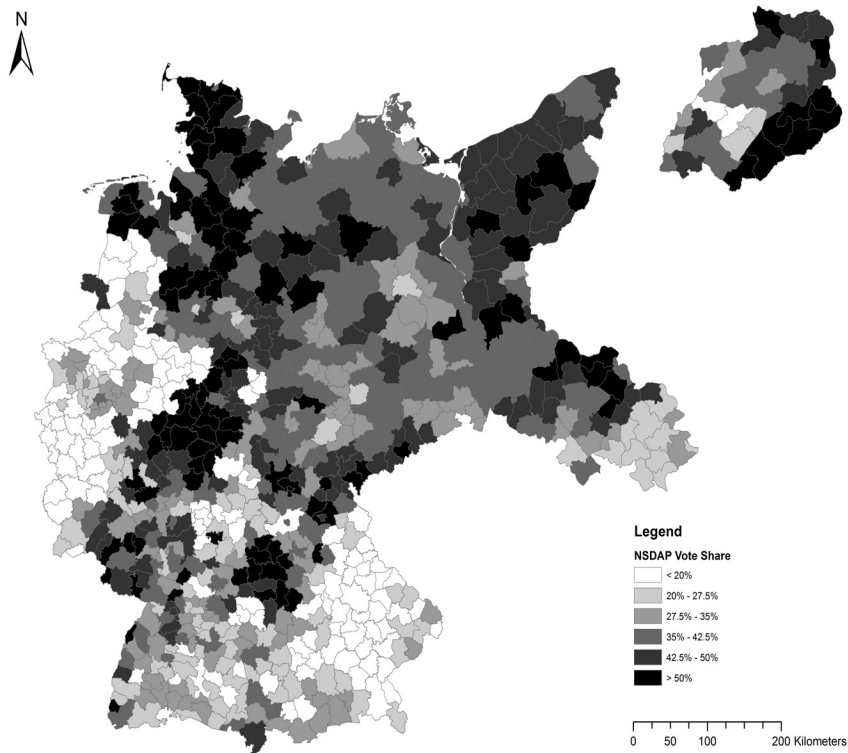 N
Legend
NSDAP Vote Share
< 20%
20% - 27.5%
27.5% - 35%
35% - 42.5%
42.5% - 50%
> 50%
0 50 100 200 Kilometers